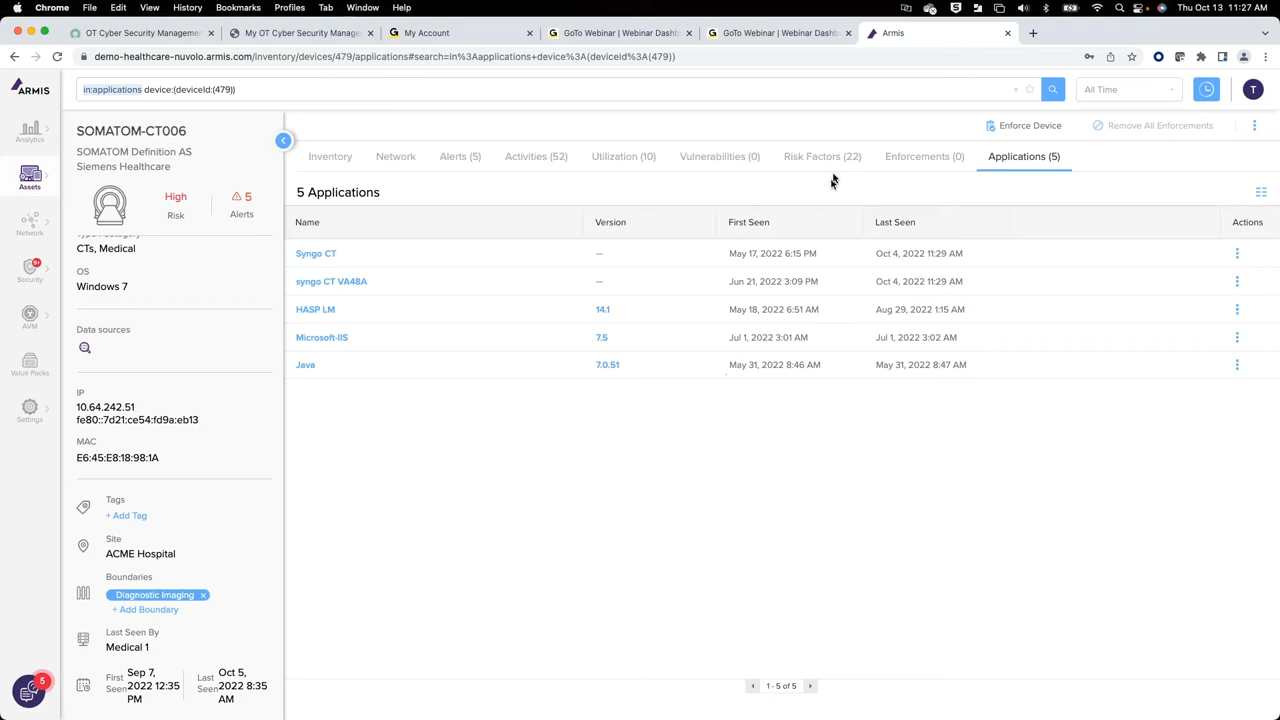 Chrome File Edit View History Bookmarks Profiles Tab Window Help
Thu Oct 13 11:27 AM
OT Cyber Security Managemen
My OT Cyber Security Manage
My Account
GoTo Webinar | Webinar Dashb
GoTo Webinar | Webinar Dashb
Armis
demo-healthcare-nuvolo.armis.com/inventory/devices/479/applications#search=in%3Aapplications+device%3A(deviceId%3A(479))
ARMIS
in:applications device:(deviceId:(479))
All Time
T
Analytics
Assets
Network
Security
9+
AVM
Value Packs
Settings
5
SOMATOM-CT006
SOMATOM Definition AS
Siemens Healthcare
High
Risk
5
Alerts
CTs, Medical
OS
Windows 7
Data sources
IP
10.64.242.51
fe80::7d21:ce54:fd9a:eb13
MAC
E6:45:E8:18:98:1A
Tags
+ Add Tag
Site
ACME Hospital
Boundaries
Diagnostic Imaging ×
+ Add Boundary
Last Seen By
Medical 1
First Seen
Sep 7, 2022 12:35 PM
Last Seen
Oct 5, 2022 8:35 AM
Enforce Device
Remove All Enforcements
Inventory Network Alerts (5) Activities (52) Utilization (10) Vulnerabilities (0) Risk Factors (22) Enforcements (0) Applications (5)
5 Applications
Name Version First Seen Last Seen Actions
Syngo CT — May 17, 2022 6:15 PM Oct 4, 2022 11:29 AM
syngo CT VA48A — Jun 21, 2022 3:09 PM Oct 4, 2022 11:29 AM
HASP LM 14.1 May 18, 2022 6:51 AM Aug 29, 2022 1:15 AM
Microsoft-IIS 7.5 Jul 1, 2022 3:01 AM Jul 1, 2022 3:02 AM
Java 7.0.51 May 31, 2022 8:46 AM May 31, 2022 8:47 AM
1 - 5 of 5